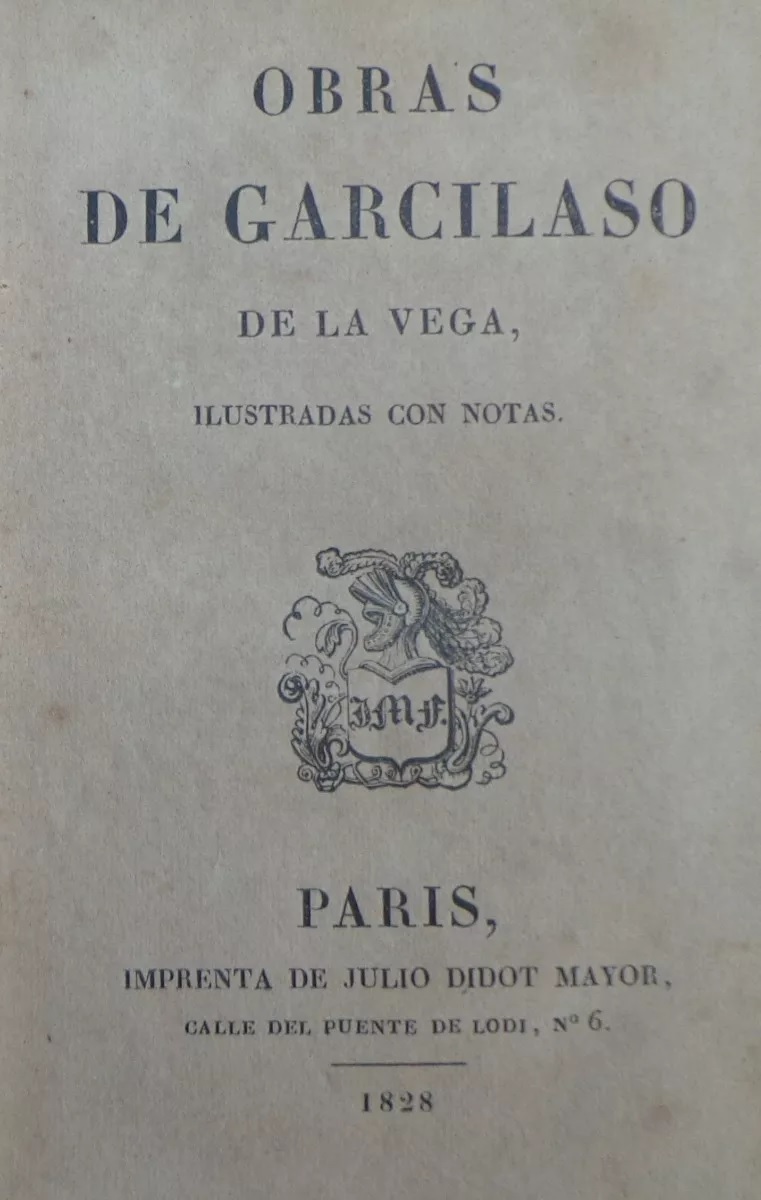 OBRAS
DE GARCILASO
DE LA VEGA,
ILUSTRADAS CON NOTAS.
JMF.
PARIS,
IMPRENTA DE JULIO DIDOT MAYOR,
CALLE DEL PUENTE DE LODI, Nº 6.
1828